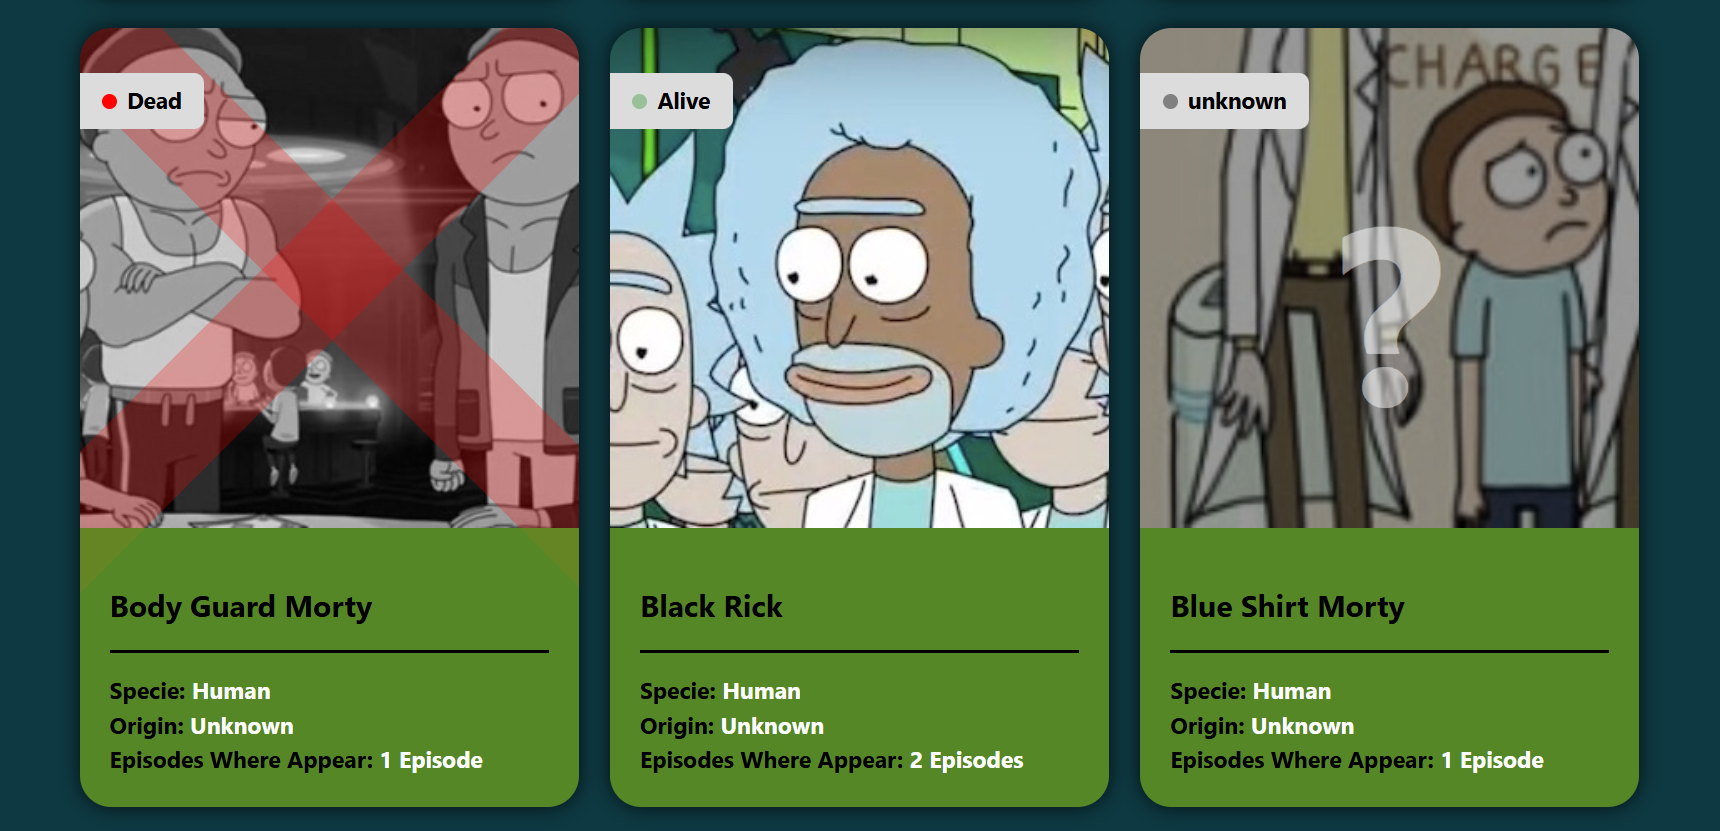 Dead
Body Guard Morty
Specie: Human
Origin: Unknown
Episodes Where Appear: 1 Episode
Alive
Black Rick
Specie: Human
Origin: Unknown
Episodes Where Appear: 2 Episodes
CHARGE
unknown
?
Blue Shirt Morty
Specie: Human
Origin: Unknown
Episodes Where Appear: 1 Episode